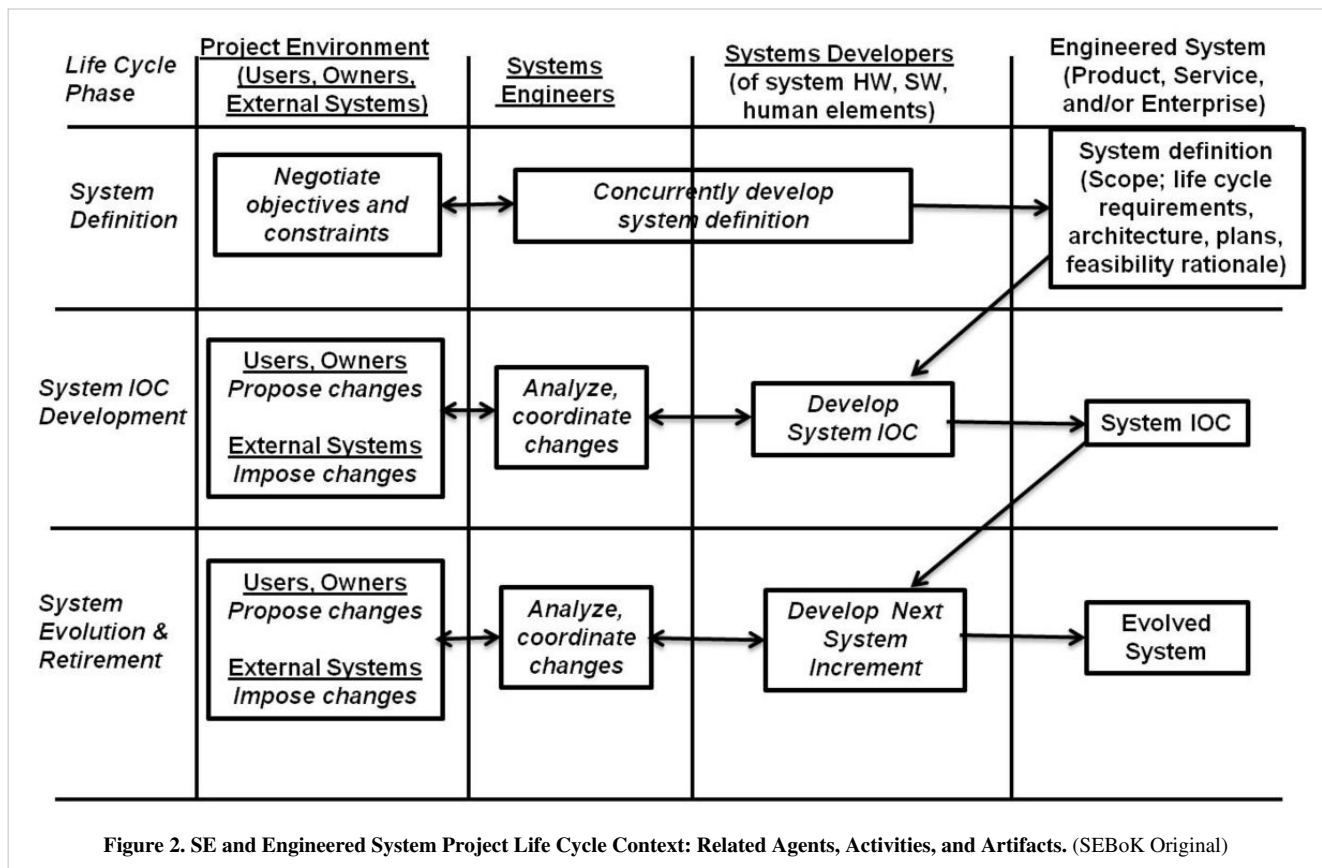 Life Cycle
Phase
Project Environment
(Users, Owners,
External Systems)
Systems
Engineers
Systems Developers
(of system HW, SW,
human elements)
Engineered System
(Product, Service,
and/or Enterprise)
System
Definition
Negotiate
objectives and
constraints
Concurrently develop
system definition
System definition
(Scope; life cycle
requirements,
architecture, plans,
feasibility rationale)
System IOC
Development
Users, Owners
Propose changes
External Systems
Impose changes
Analyze,
coordinate
changes
Develop
System IOC
System IOC
System
Evolution &
Retirement
Users, Owners
Propose changes
External Systems
Impose changes
Analyze,
coordinate
changes
Develop Next
System
Increment
Evolved
System
Figure 2. SE and Engineered System Project Life Cycle Context: Related Agents, Activities, and Artifacts. (SEBoK Original)